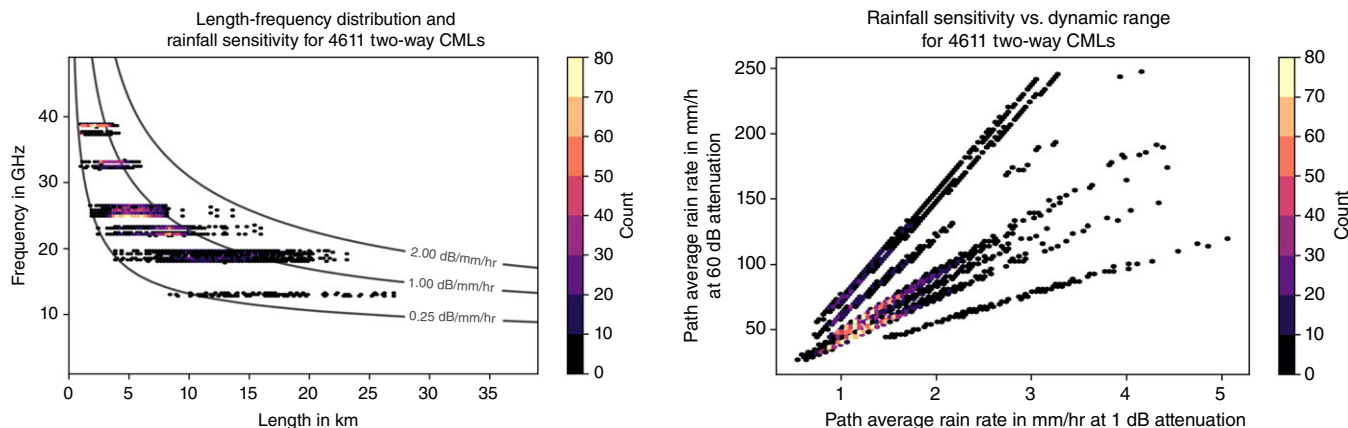 Length-frequency distribution and
rainfall sensitivity for 4611 two-way CMLs
Frequency in GHz
40
30
20
10
0
5
10
15
20
25
30
35
Length in km
2.00 dB/mm/hr
1.00 dB/mm/hr
0.25 dB/mm/hr
80
70
60
50
40
30
20
10
0
Count
Rainfall sensitivity vs. dynamic range
for 4611 two-way CMLs
Path average rain rate in mm/h
at 60 dB attenuation
250
200
150
100
50
1
2
3
4
5
Path average rain rate in mm/hr at 1 dB attenuation
80
70
60
50
40
30
20
10
0
Count